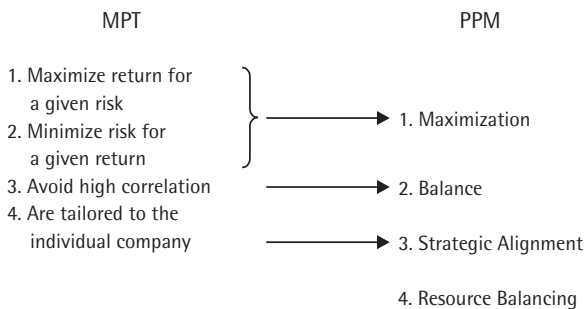 MPT
PPM
1. Maximize return for
a given risk
2. Minimize risk for
a given return
3. Avoid high correlation
4. Are tailored to the
individual company
1. Maximization
2. Balance
3. Strategic Alignment
4. Resource Balancing